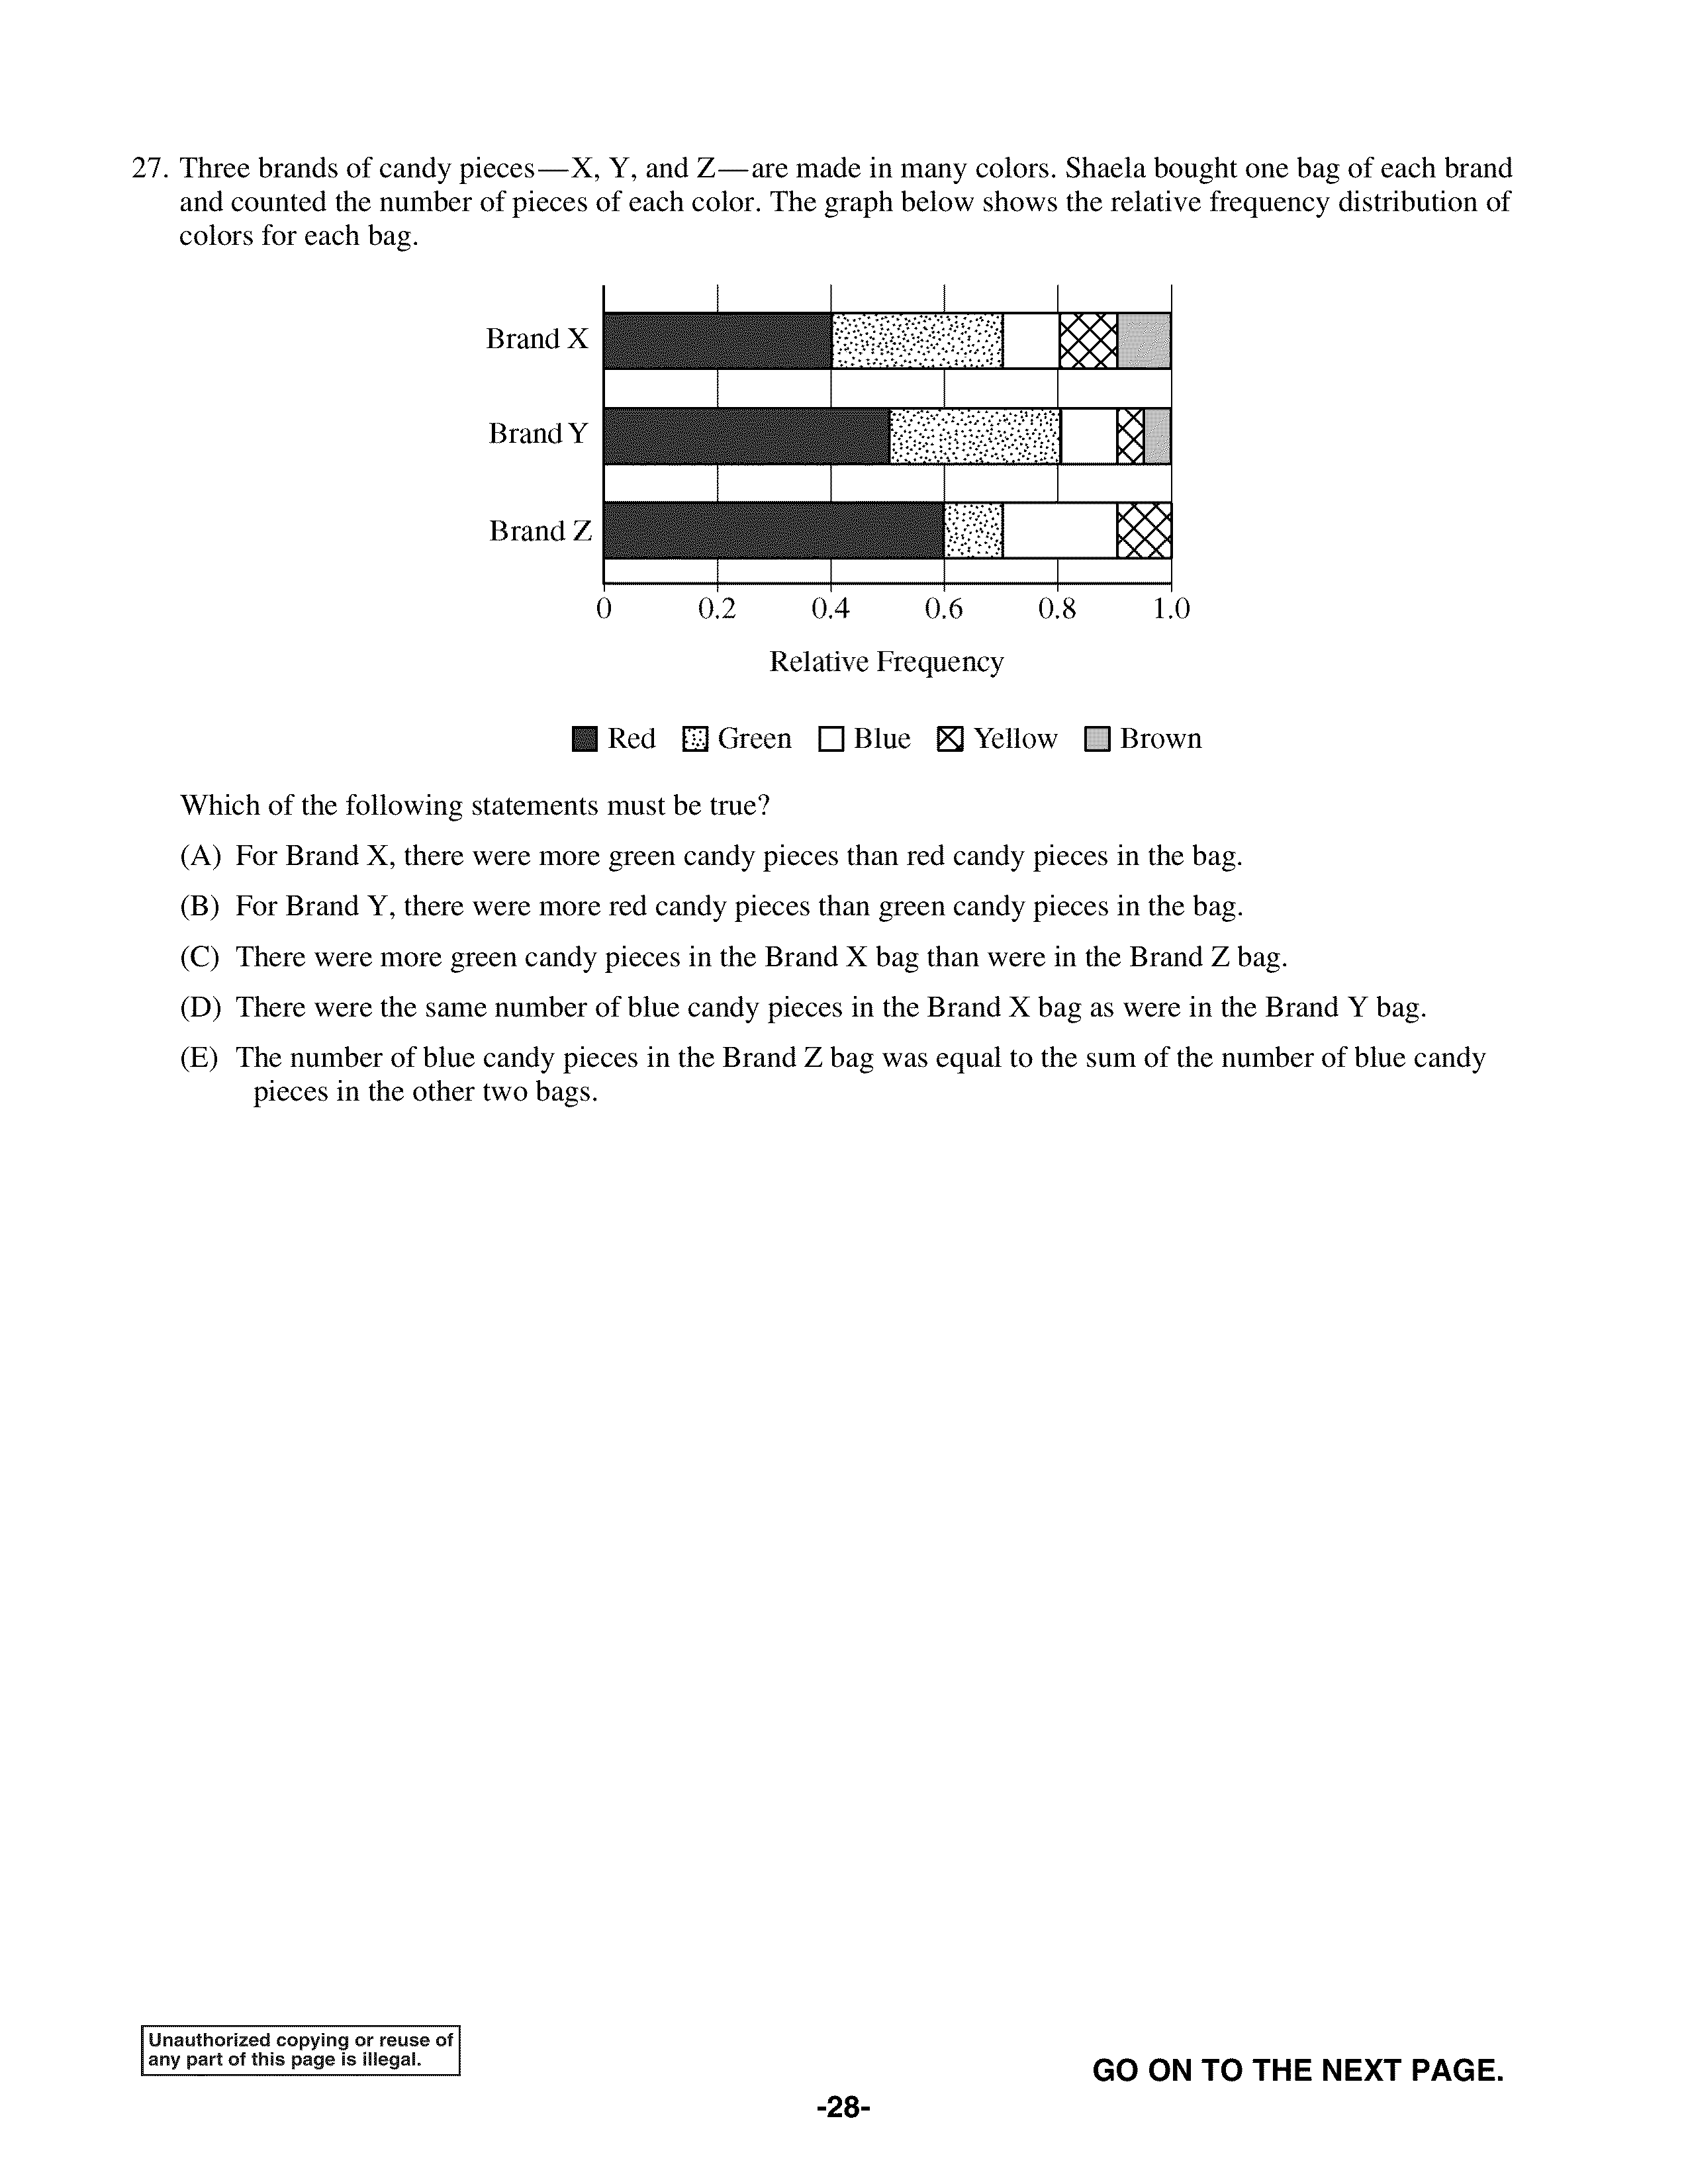 27. Three brands of candy pieces—X, Y, and Z—are made in many colors. Shaela bought one bag of each brand
and counted the number of pieces of each color. The graph below shows the relative frequency distribution of
colors for each bag.
Brand X
Brand Y
Brand Z
0 0.2 0.4 0.6 0.8 1.0
Relative Frequency
Red Green Blue Yellow Brown
Which of the following statements must be true?
(A) For Brand X, there were more green candy pieces than red candy pieces in the bag.
(B) For Brand Y, there were more red candy pieces than green candy pieces in the bag.
(C) There were more green candy pieces in the Brand X bag than were in the Brand Z bag.
(D) There were the same number of blue candy pieces in the Brand X bag as were in the Brand Y bag.
(E) The number of blue candy pieces in the Brand Z bag was equal to the sum of the number of blue candy
pieces in the other two bags.
Unauthorized copying or reuse of
any part of this page is illegal.
GO ON TO THE NEXT PAGE.
-28-